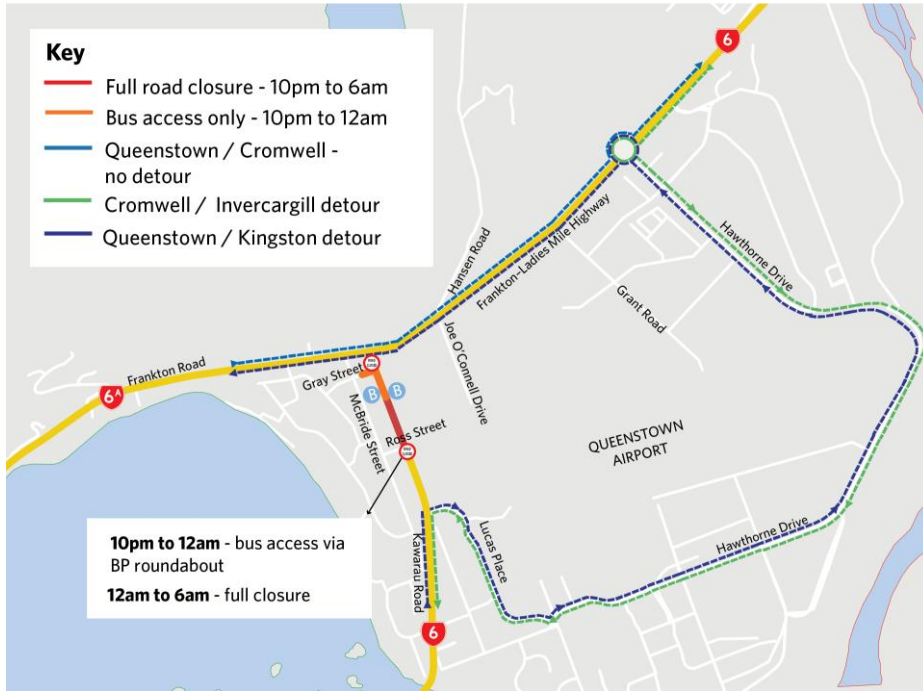 Key
Full road closure - 10pm to 6am
Bus access only - 10pm to 12am
Queenstown / Cromwell -
no detour
Cromwell / Invercargill detour
Queenstown / Kingston detour
6
Hansen Road
Frankton-Ladies Mile Highway
Hawthorne Drive
Grant Road
Joe O'Connell Drive
Frankton Road
6A
Gray Street
B B
McBride Street
Ross Street
QUEENSTOWN
AIRPORT
10pm to 12am - bus access via
BP roundabout
12am to 6am - full closure
Kawarau Road
Lucas Place
Hawthorne Drive
6